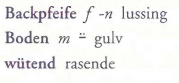 Backpfeife f -n lussing
Boden m ⸚ gulv
wütend rasende